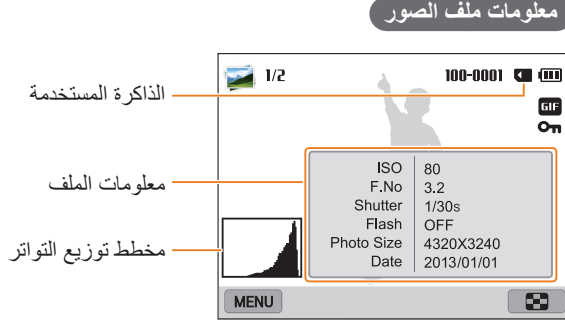 معلومات ملف الصور
1/2 100-0001
GIF
الذاكرة المستخدمة
معلومات الملف
مخطط توزيع التواتر
ISO 80
F.No 3.2
Shutter 1/30s
Flash OFF
Photo Size 4320X3240
Date 2013/01/01
MENU